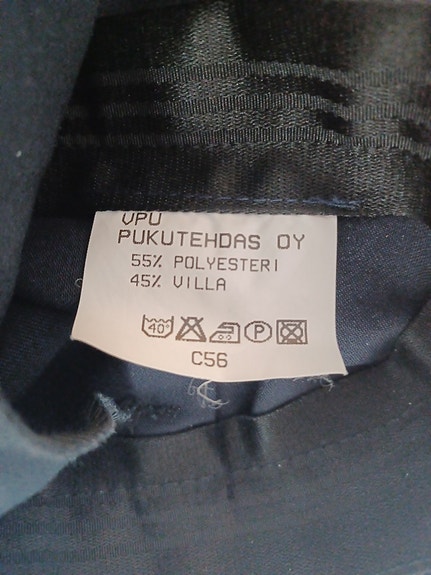 VPU
PUKUTEHDAS OY
55% POLYESTERI
45% VILLA
40° P
C56